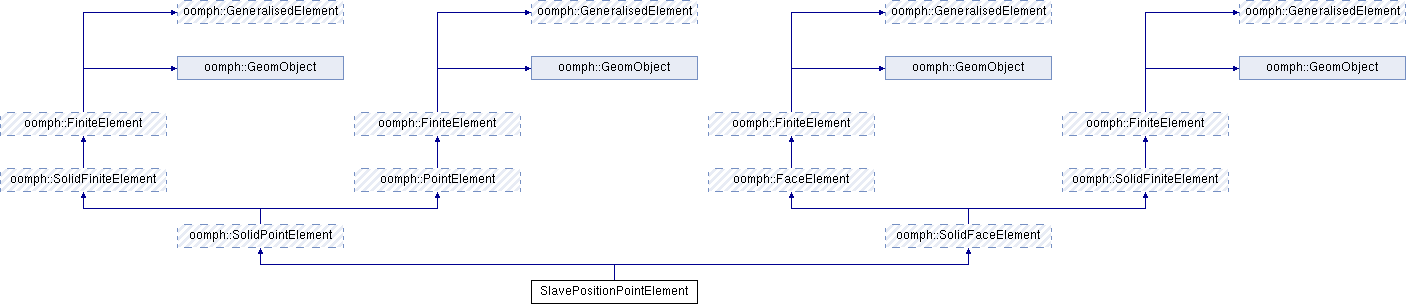 oomph::GeneralisedElement oomph::GeneralisedElement oomph::GeneralisedElement oomph::GeneralisedElement
oomph::GeomObject oomph::GeomObject oomph::GeomObject oomph::GeomObject
oomph::FiniteElement oomph::FiniteElement oomph::FiniteElement oomph::FiniteElement
oomph::SolidFiniteElement oomph::PointElement oomph::FaceElement oomph::SolidFiniteElement
oomph::SolidPointElement oomph::SolidFaceElement
SlavePositionPointElement